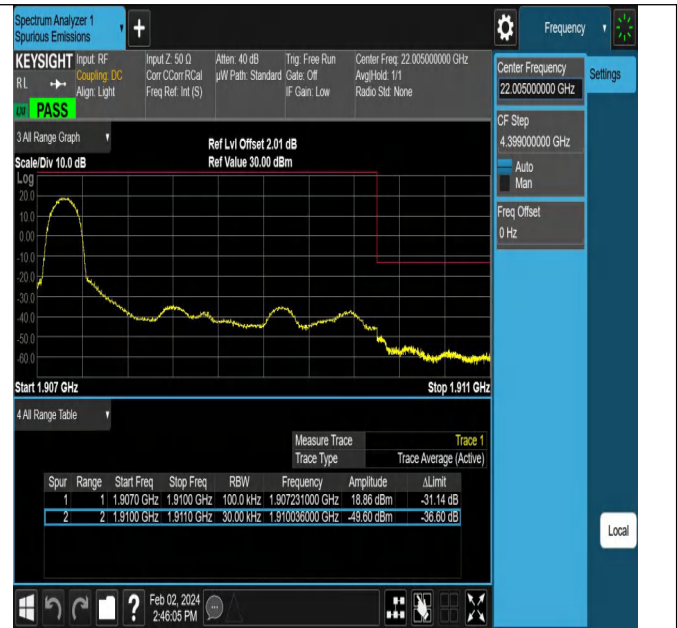 Spectrum Analyzer 1
Spurious Emissions
Frequency
KEYSIGHT
RL
Input: RF
Coupling: DC
Align: Light
Input Z: 50 Ω
Corr CCorr RCal
Freq Ref: Int (S)
Atten: 40 dB
µW Path: Standard
Trig: Free Run
Gate: Off
IF Gain: Low
Center Freq: 22.005000000 GHz
Avg|Hold: 1/1
Radio Std: None
PASS
Center Frequency
22.005000000 GHz
Settings
CF Step
4.399000000 GHz
Auto
Man
Freq Offset
0 Hz
3 All Range Graph
Scale/Div 10.0 dB
Ref Lvl Offset 2.01 dB
Ref Value 30.00 dBm
Log
20.0
10.0
0.00
-10.0
-20.0
-30.0
-40.0
-50.0
-60.0
Start 1.907 GHz
Stop 1.911 GHz
4 All Range Table
Measure Trace Trace 1
Trace Type Trace Average (Active)
Spur Range Start Freq Stop Freq RBW Frequency Amplitude ΔLimit
1 1 1.9070 GHz 1.9100 GHz 100.0 kHz 1.907231000 GHz 18.86 dBm -31.14 dB
2 2 1.9100 GHz 1.9110 GHz 30.00 kHz 1.910036000 GHz -49.60 dBm -36.60 dB
Local
?
Feb 02, 2024
2:46:05 PM